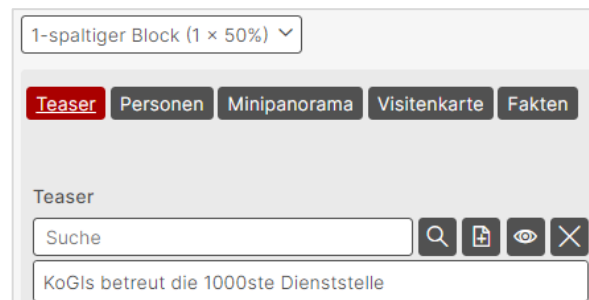 1-spaltiger Block (1 × 50%)
Teaser Personen Minipanorama Visitenkarte Fakten
Teaser
Suche
KoGIs betreut die 1000ste Dienststelle